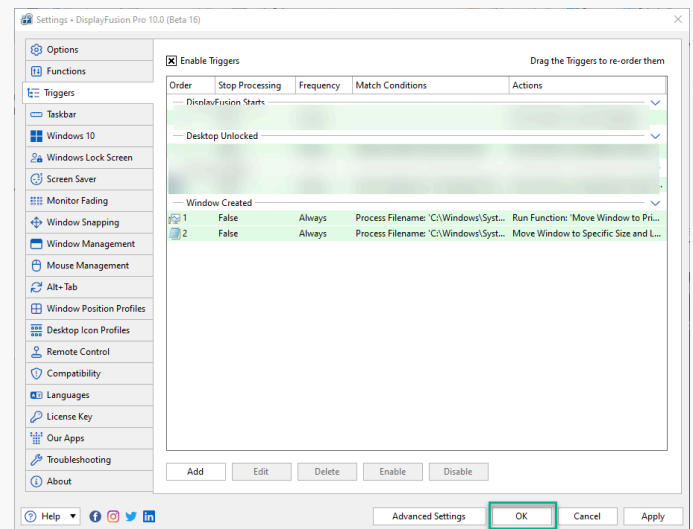 Settings • DisplayFusion Pro 10.0 (Beta 16)
Options
Functions
Triggers
Taskbar
Windows 10
Windows Lock Screen
Screen Saver
Monitor Fading
Window Snapping
Window Management
Mouse Management
Alt+Tab
Window Position Profiles
Desktop Icon Profiles
Remote Control
Compatibility
Languages
License Key
Our Apps
Troubleshooting
About
Enable Triggers Drag the Triggers to re-order them
Order Stop Processing Frequency Match Conditions Actions
DisplayFusion Starts
Desktop Unlocked
Window Created
1 False Always Process Filename: 'C:\Windows\Syst... Run Function: 'Move Window to Pri...
2 False Always Process Filename: 'C:\Windows\Syst... Move Window to Specific Size and L...
Add Edit Delete Enable Disable
Help Advanced Settings OK Cancel Apply